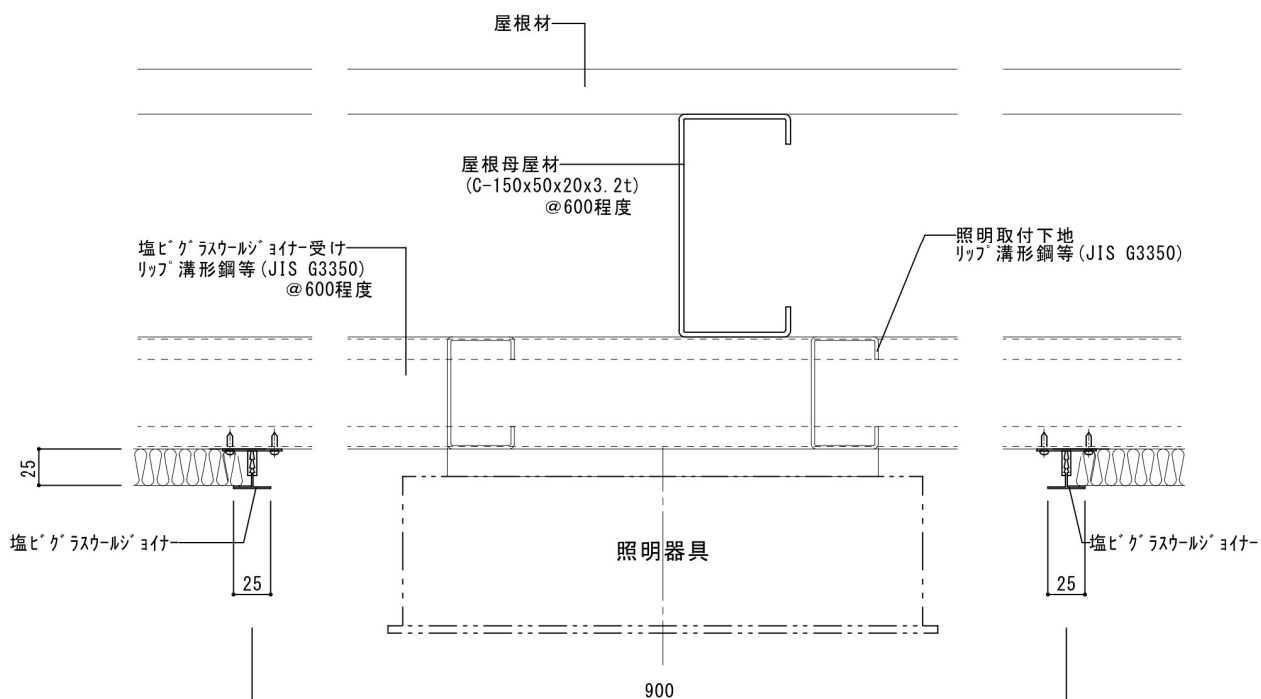 屋根材
屋根母屋材
(C-150x50x20x3.2t)
@600程度
塩ﾋﾞｸﾞﾗｽｳｰﾙｼﾞｮｲﾅｰ受け
ﾘｯﾌﾟ溝形鋼等(JIS G3350)
@600程度
照明取付下地
ﾘｯﾌﾟ溝形鋼等(JIS G3350)
25
塩ﾋﾞｸﾞﾗｽｳｰﾙｼﾞｮｲﾅｰ
照明器具
塩ﾋﾞｸﾞﾗｽｳｰﾙｼﾞｮｲﾅｰ
25
25
900